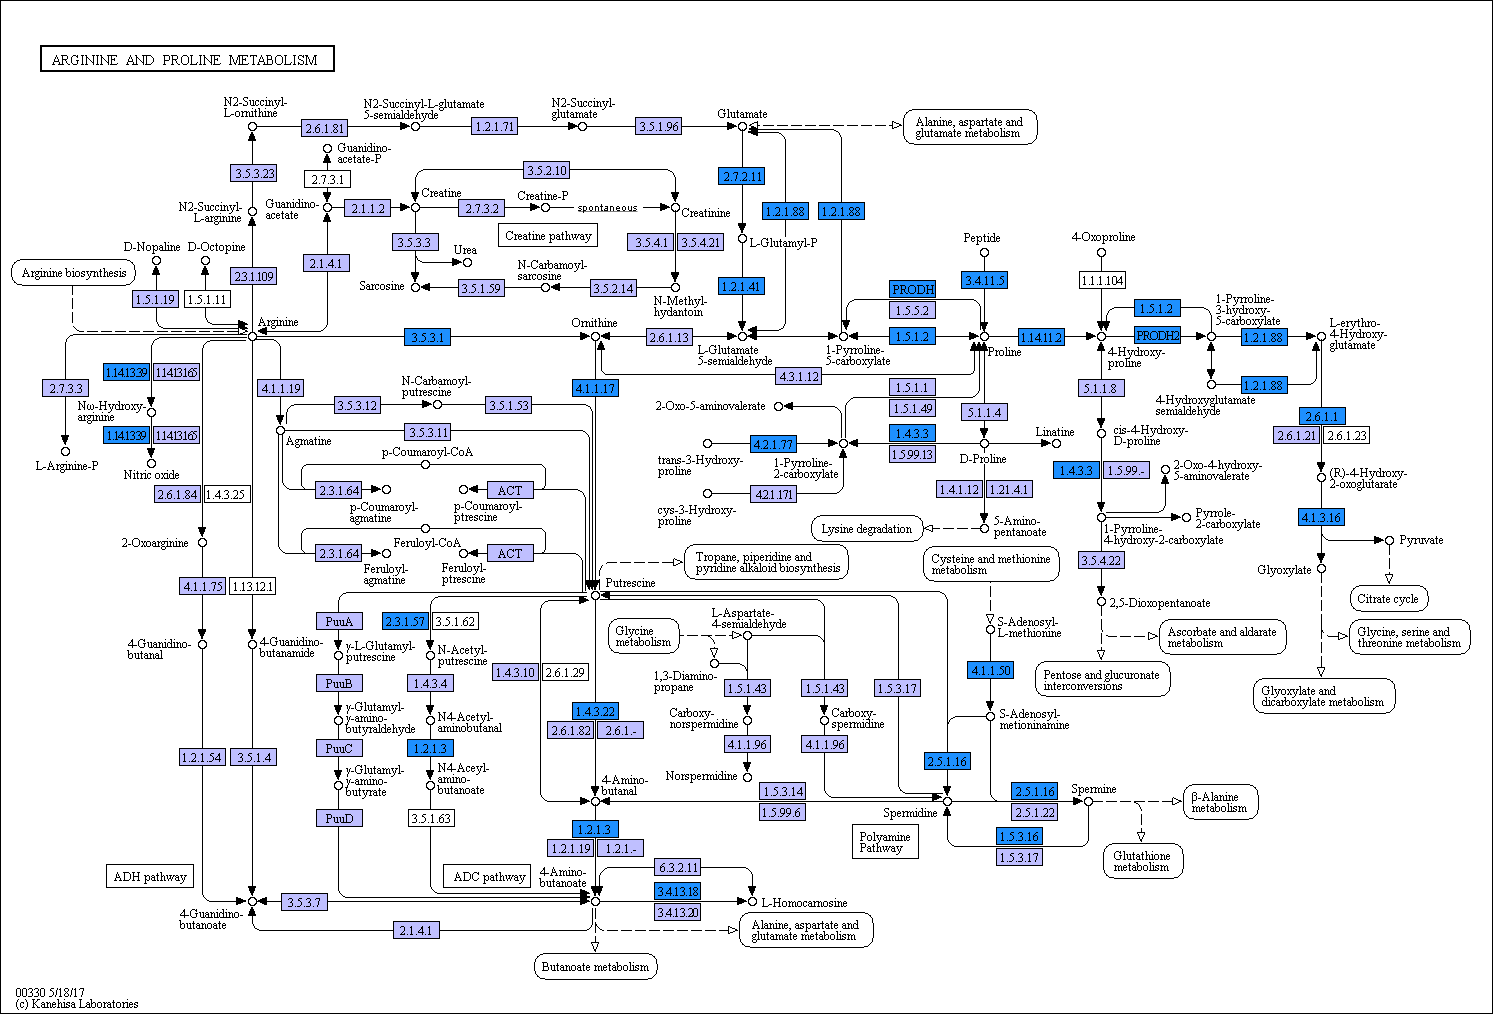 ARGININE AND PROLINE METABOLISM
N2-Succinyl-
L-ornithine
2.6.1.81
N2-Succinyl-L-glutamate
5-semialdehyde
1.2.1.71
N2-Succinyl-
glutamate
3.5.1.96
Glutamate
Alanine, aspartate and
glutamate metabolism
Guanidino-
acetate-P
2.7.3.1
3.5.3.23
3.5.2.10
2.7.2.11
N2-Succinyl-
L-arginine
Guanidino-
acetate
2.1.1.2
Creatine
2.7.3.2
Creatine-P
spontaneous
Creatinine
1.2.1.88
1.2.1.88
D-Nopaline
D-Octopine
2.1.4.1
3.5.3.3
Urea
Creatine pathway
3.5.4.1
3.5.4.21
L-Glutamyl-P
Peptide
4-Oxoproline
Arginine biosynthesis
2.3.1.109
1.5.1.19
1.5.1.11
Sarcosine
3.5.1.59
N-Carbamoyl-
sarcosine
3.5.2.14
N-Methyl-
hydantoin
1.2.1.41
PRODH
1.5.5.2
3.4.11.5
1.1.1.104
1.5.1.2
1-Pyrroline-
3-hydroxy-
5-carboxylate
L-erythro-
4-Hydroxy-
glutamate
Arginine
3.5.3.1
Ornithine
2.6.1.13
L-Glutamate
5-semialdehyde
1-Pyrroline-
5-carboxylate
1.5.1.2
Proline
1.14.11.2
4-Hydroxy-
proline
PRODH2
1.2.1.88
1.2.1.88
4-Hydroxyglutamate
semialdehyde
2.7.3.3
1.14.13.39
1.14.13.165
4.1.1.19
N-Carbamoyl-
putrescine
4.1.1.17
4.3.1.12
1.5.1.1
1.5.1.49
5.1.1.8
Nω-Hydroxy-
arginine
3.5.3.12
3.5.1.53
2-Oxo-5-aminovalerate
5.1.1.4
2.6.1.1
2.6.1.21
2.6.1.23
1.14.13.39
1.14.13.165
Agmatine
3.5.3.11
4.2.1.77
1.4.3.3
1.5.99.13
Linatine
cis-4-Hydroxy-
D-proline
L-Arginine-P
Nitric oxide
p-Coumaroyl-CoA
trans-3-Hydroxy-
proline
1-Pyrroline-
2-carboxylate
D-Proline
1.4.3.3
1.5.99.-
2-Oxo-4-hydroxy-
5-aminovalerate
(R)-4-Hydroxy-
2-oxoglutarate
2.6.1.84
1.4.3.25
2.3.1.64
ACT
4.2.1.171
1.4.1.12
1.21.4.1
p-Coumaroyl-
agmatine
p-Coumaroyl-
ptrescine
cys-3-Hydroxy-
proline
Lysine degradation
5-Amino-
pentanoate
Pyrrole-
2-carboxylate
1-Pyrroline-
4-hydroxy-2-carboxylate
4.1.3.16
2-Oxoarginine
Feruloyl-CoA
2.3.1.64
ACT
Feruloyl-
agmatine
Feruloyl-
ptrescine
Tropane, piperidine and
pyridine alkaloid biosynthesis
Cysteine and methionine
metabolism
3.5.4.22
Pyruvate
Glyoxylate
4.1.1.75
1.13.12.1
Putrescine
Citrate cycle
PuuA
2.3.1.57
3.5.1.62
Glycine
metabolism
L-Aspartate-
4-semialdehyde
S-Adenosyl-
L-methionine
2,5-Dioxopentanoate
Ascorbate and aldarate
metabolism
Glycine, serine and
threonine metabolism
4-Guanidino-
butanal
4-Guanidino-
butanamide
γ-L-Glutamyl-
putrescine
N-Acetyl-
putrescine
1.4.3.10
2.6.1.29
1,3-Diamino-
propane
4.1.1.50
Pentose and glucuronate
interconversions
Glyoxylate and
dicarboxylate metabolism
PuuB
1.4.3.4
1.5.1.43
1.5.1.43
1.5.3.17
γ-Glutamyl-
γ-amino-
butyraldehyde
N4-Acetyl-
aminobutanal
1.4.3.22
2.6.1.82
2.6.1.-
Carboxy-
norspermidine
Carboxy-
spermidine
S-Adenosyl-
metioninamine
1.2.1.54
3.5.1.4
PuuC
1.2.1.3
4.1.1.96
4.1.1.96
2.5.1.16
γ-Glutamyl-
γ-amino-
butyrate
N4-Aceyl-
amino-
butanoate
4-Amino-
butanal
Norspermidine
1.5.3.14
1.5.99.6
Spermidine
2.5.1.16
2.5.1.22
Spermine
β-Alanine
metabolism
PuuD
3.5.1.63
1.2.1.3
1.2.1.19
1.2.1.-
Polyamine
Pathway
1.5.3.16
1.5.3.17
Glutathione
metabolism
ADH pathway
ADC pathway
4-Amino-
butanoate
6.3.2.11
3.4.13.18
3.4.13.20
L-Homocarnosine
4-Guanidino-
butanoate
3.5.3.7
2.1.4.1
Alanine, aspartate and
glutamate metabolism
Butanoate metabolism
00330 5/18/17
(c) Kanehisa Laboratories